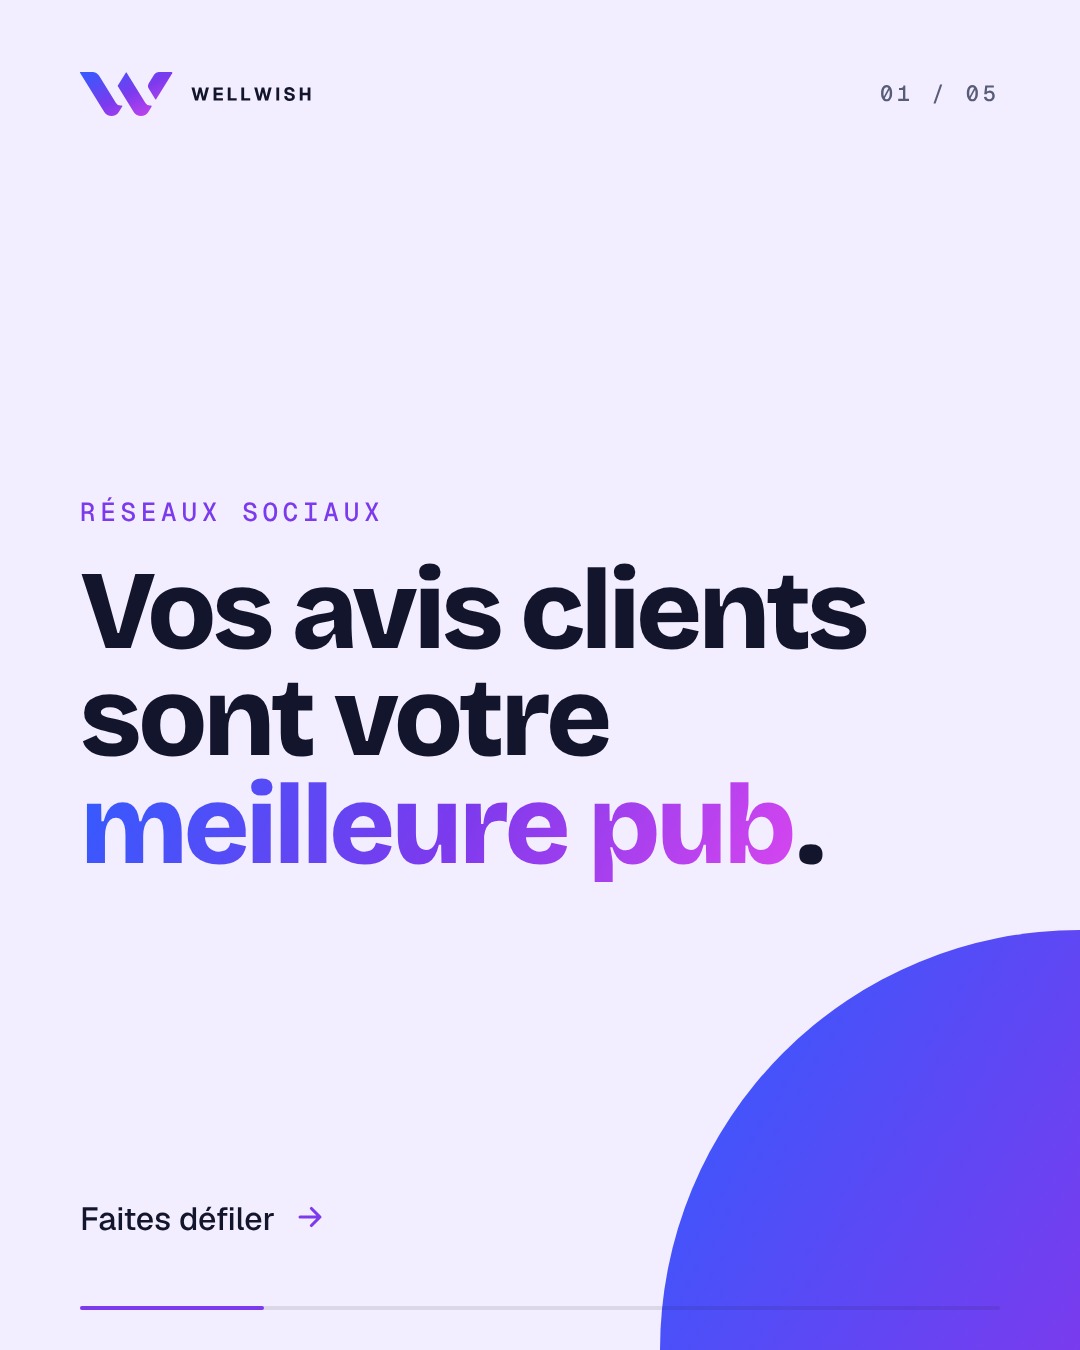 WELLWISH
01 / 05
RÉSEAUX SOCIAUX
Vos avis clients
sont votre
meilleure pub.
Faites défiler →